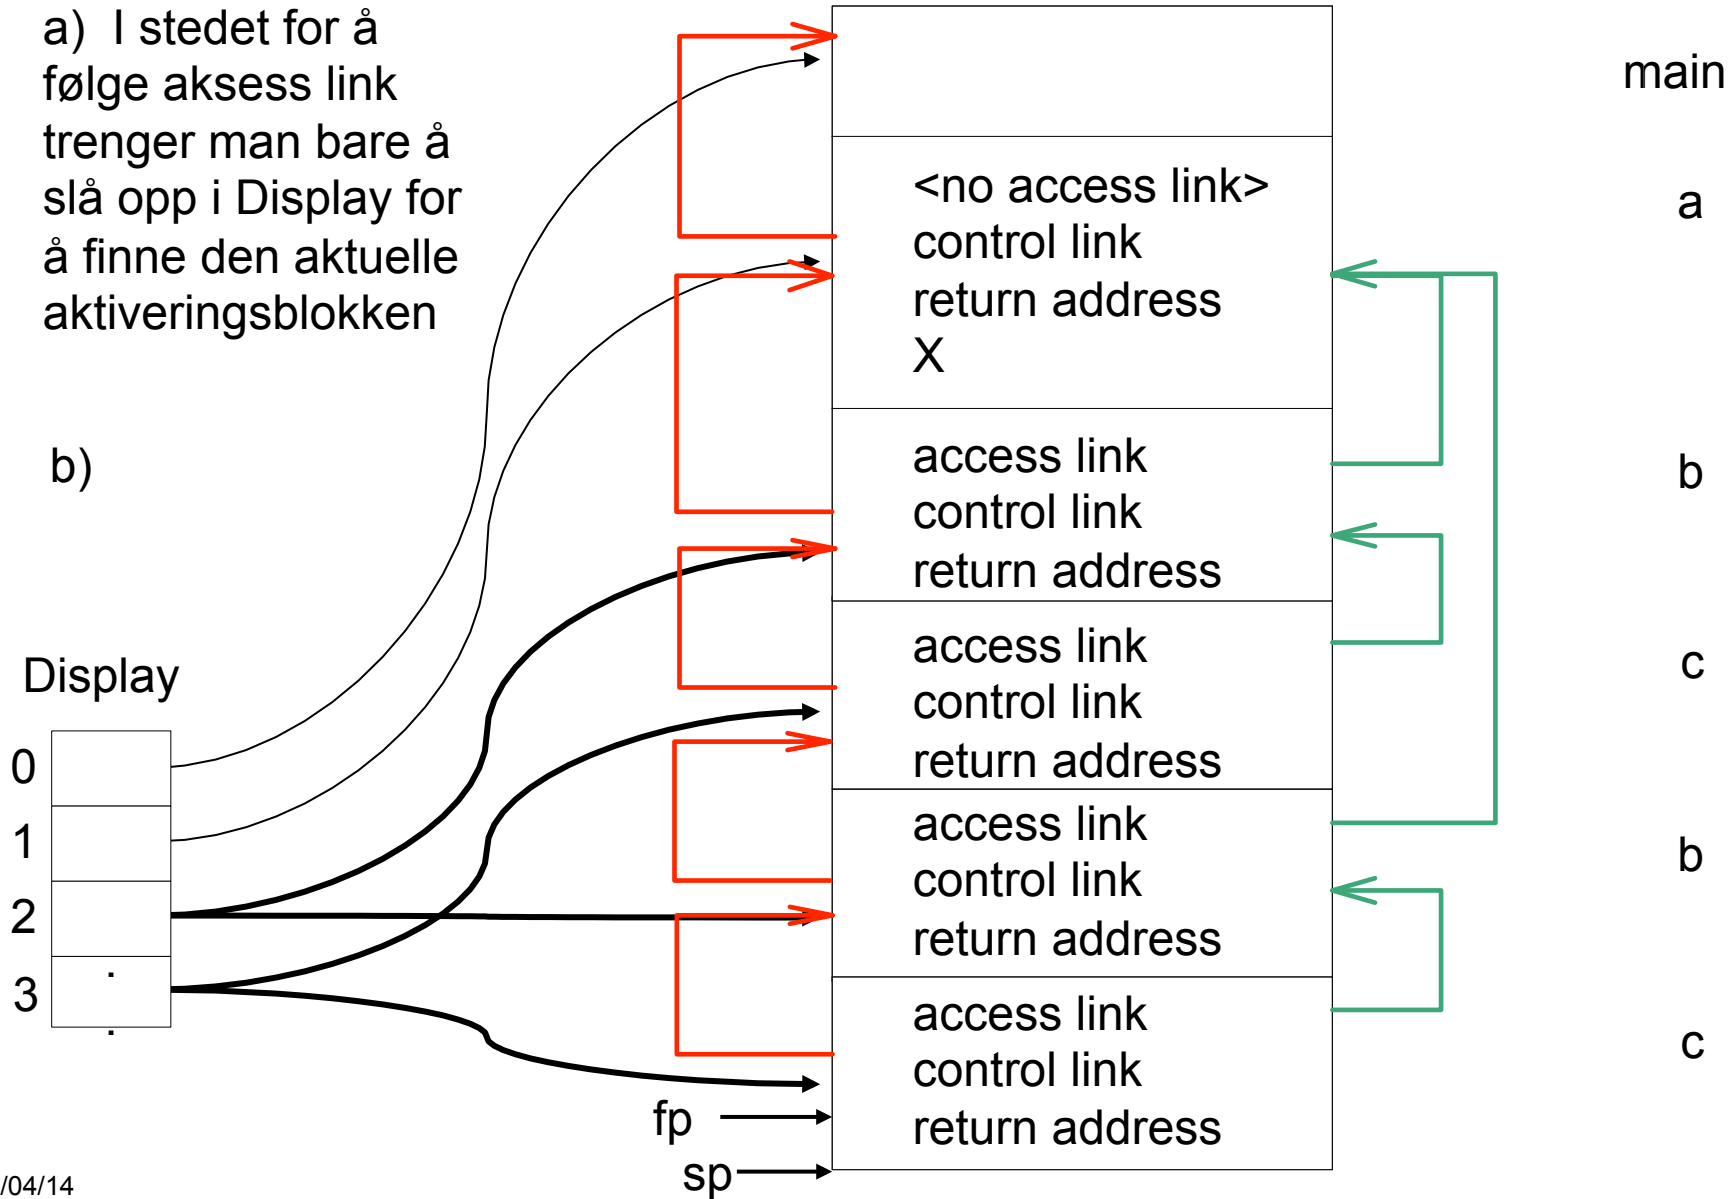 a) I stedet for å
følge aksess link
trenger man bare å
slå opp i Display for
å finne den aktuelle
aktiveringsblokken
b)
main
<no access link>
control link
return address
X
a
access link
control link
return address
b
access link
control link
return address
c
access link
control link
return address
b
access link
control link
return address
c
Display
0
1
2
3
.
.
fp
sp
/04/14